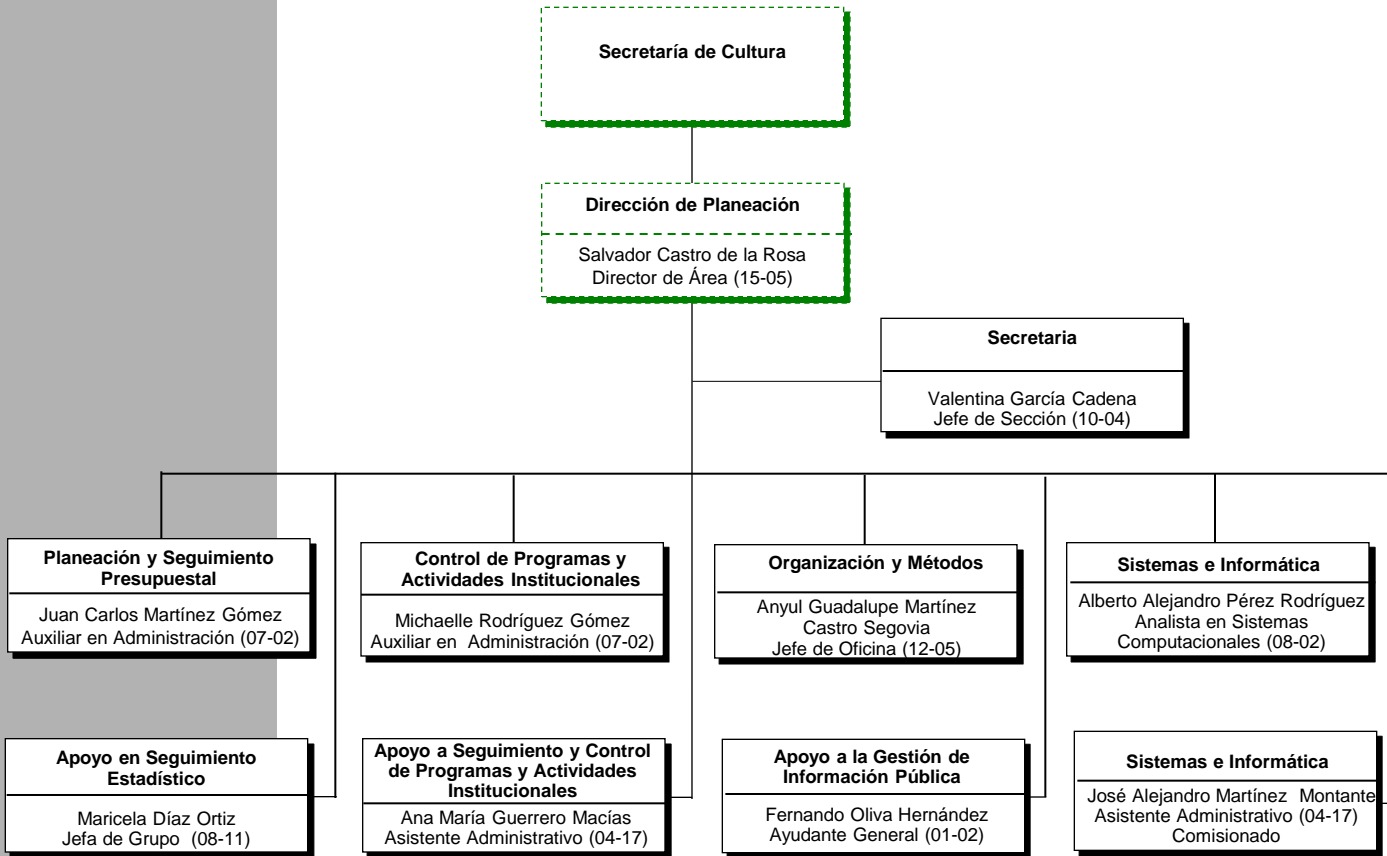 Secretaría de Cultura
Dirección de Planeación
Salvador Castro de la Rosa
Director de Área (15-05)
Secretaria
Valentina García Cadena
Jefe de Sección (10-04)
Planeación y Seguimiento
Presupuestal
Juan Carlos Martínez Gómez
Auxiliar en Administración (07-02)
Control de Programas y
Actividades Institucionales
Michaelle Rodríguez Gómez
Auxiliar en Administración (07-02)
Organización y Métodos
Anyul Guadalupe Martínez
Castro Segovia
Jefe de Oficina (12-05)
Sistemas e Informática
Alberto Alejandro Pérez Rodríguez
Analista en Sistemas
Computacionales (08-02)
Apoyo en Seguimiento
Estadístico
Maricela Díaz Ortiz
Jefa de Grupo (08-11)
Apoyo a Seguimiento y Control
de Programas y Actividades
Institucionales
Ana María Guerrero Macías
Asistente Administrativo (04-17)
Apoyo a la Gestión de
Información Pública
Fernando Oliva Hernández
Ayudante General (01-02)
Sistemas e Informática
José Alejandro Martínez Montante
Asistente Administrativo (04-17)
Comisionado